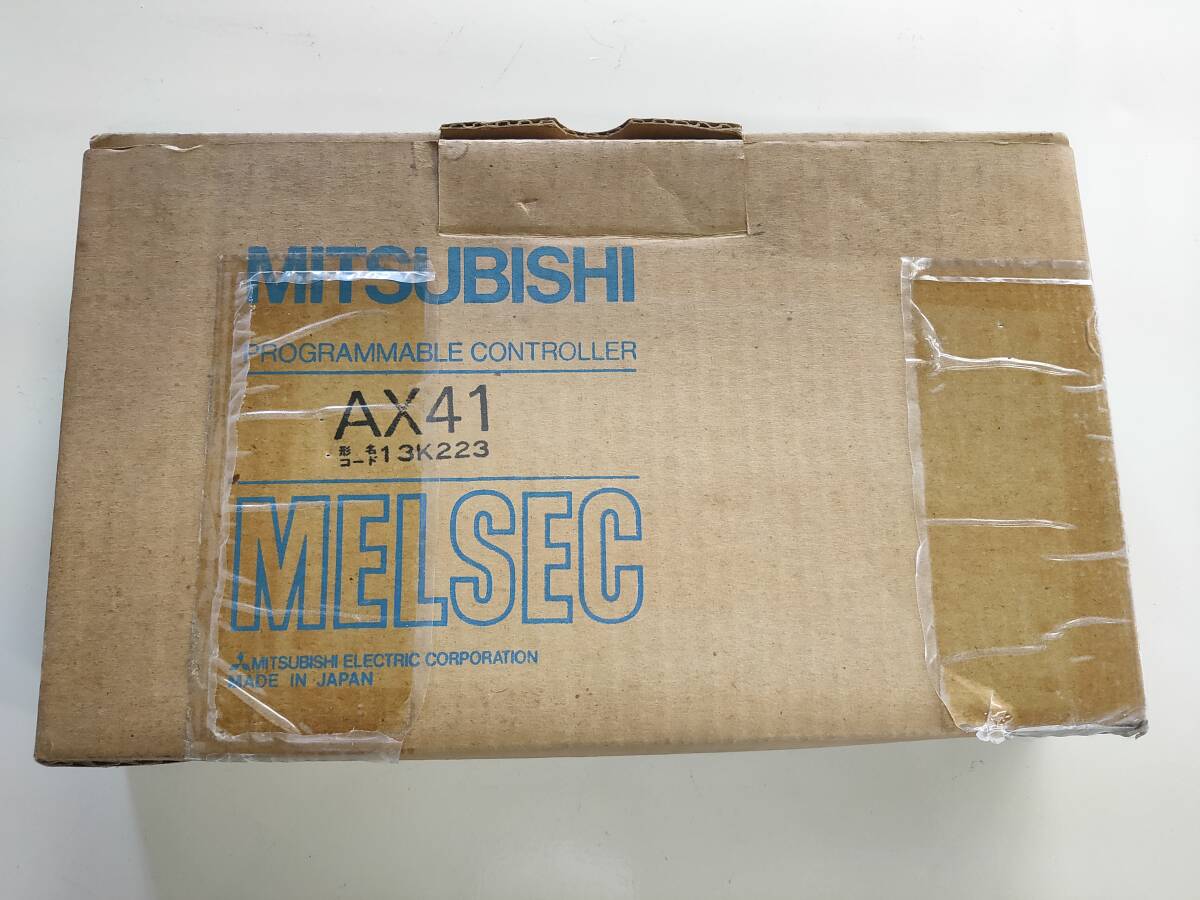 MITSUBISHI
PROGRAMMABLE CONTROLLER
AX41
形名
コード 13K223
MELSEC
MITSUBISHI ELECTRIC CORPORATION
MADE IN JAPAN